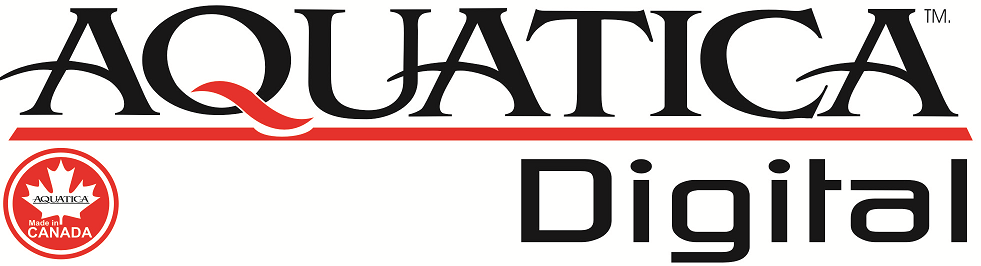 AQUATICA TM.
Digital
AQUATICA
Made in
CANADA